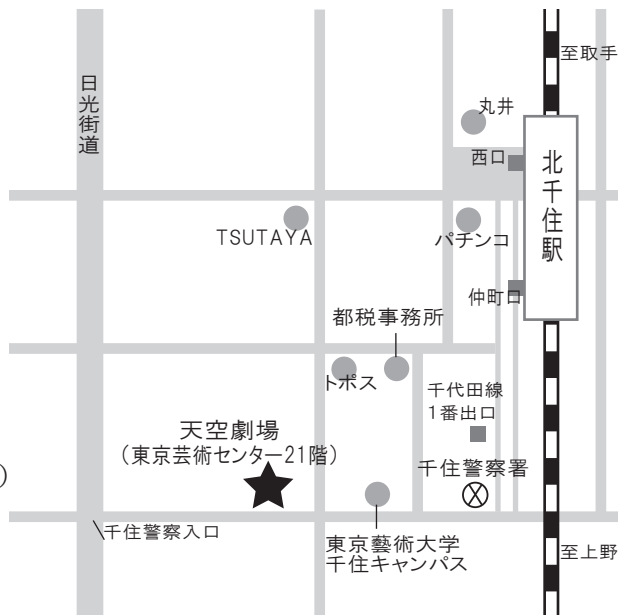 至取手
日光街道
丸井
西口
北千住駅
TSUTAYA
パチンコ
仲町口
都税事務所
トポス
千代田線
1番出口
天空劇場
（東京芸術センター21階）
千住警察署
）
千住警察入口
東京藝術大学
千住キャンパス
至上野